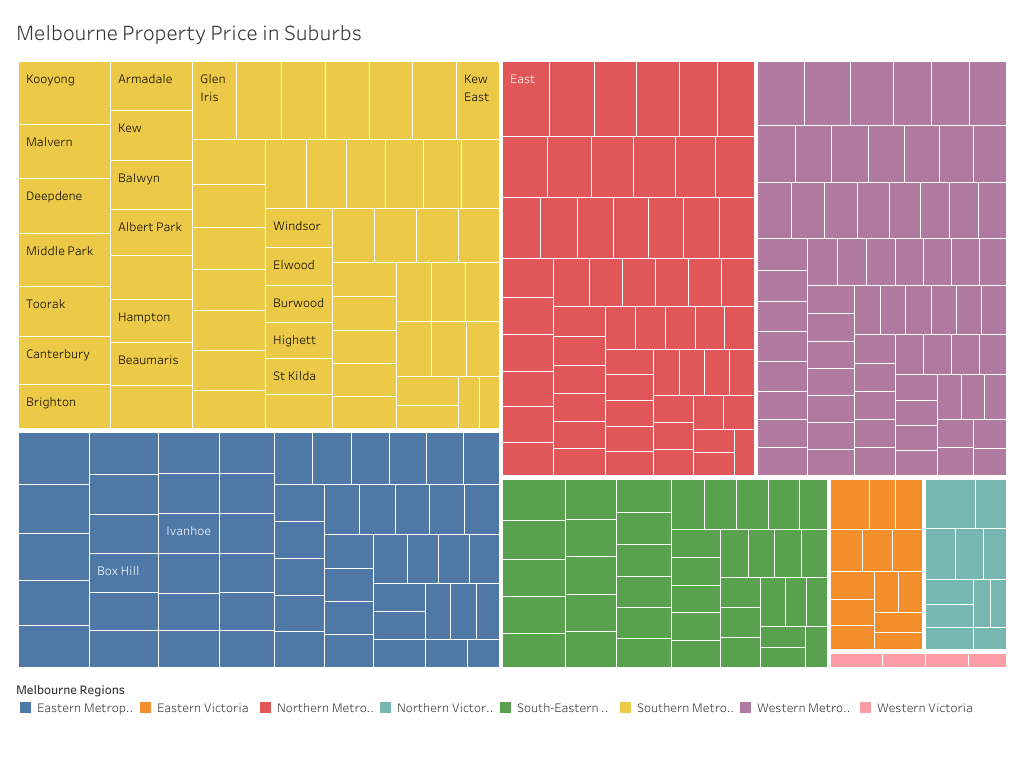 Melbourne Property Price in Suburbs
Kooyong
Malvern
Deepdene
Middle Park
Toorak
Canterbury
Brighton
Armadale
Kew
Balwyn
Albert Park
Hampton
Beaumaris
Glen
Iris
Kew
East
Windsor
Elwood
Burwood
Highett
St Kilda
East
Ivanhoe
Box Hill
Melbourne Regions
Eastern Metrop.. Eastern Victoria Northern Metro.. Northern Victor.. South-Eastern .. Southern Metro.. Western Metro.. Western Victoria